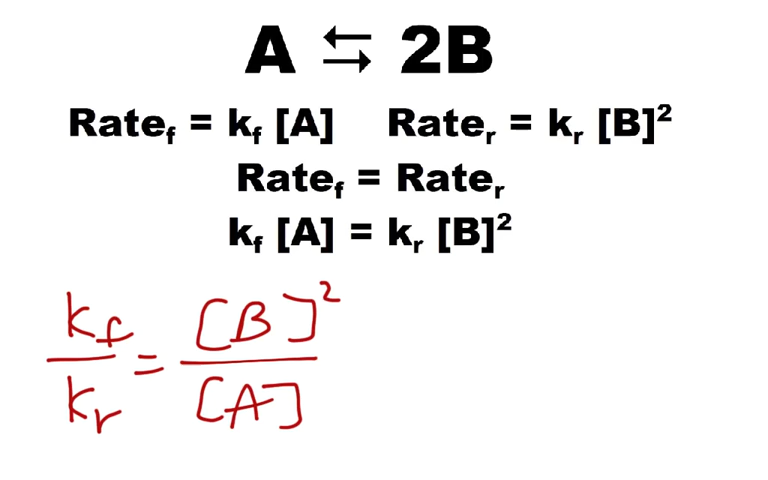 A ⇆ 2B
Rate_f = k_f [A]    Rate_r = k_r [B]²
Rate_f = Rate_r
k_f [A] = k_r [B]²
k_f / k_r = [B]² / [A]